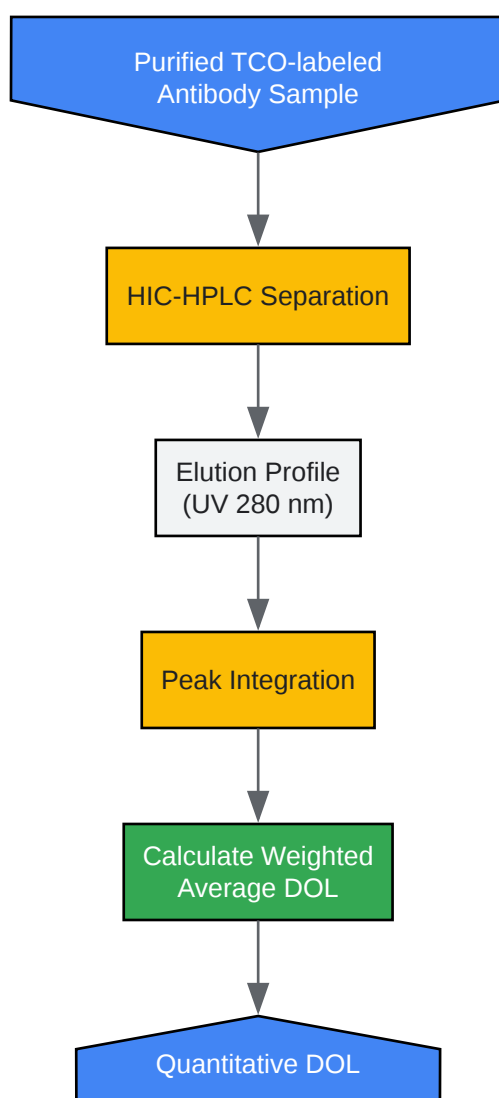 Purified TCO-labeled
Antibody Sample
HIC-HPLC Separation
Elution Profile
(UV 280 nm)
Peak Integration
Calculate Weighted
Average DOL
Quantitative DOL